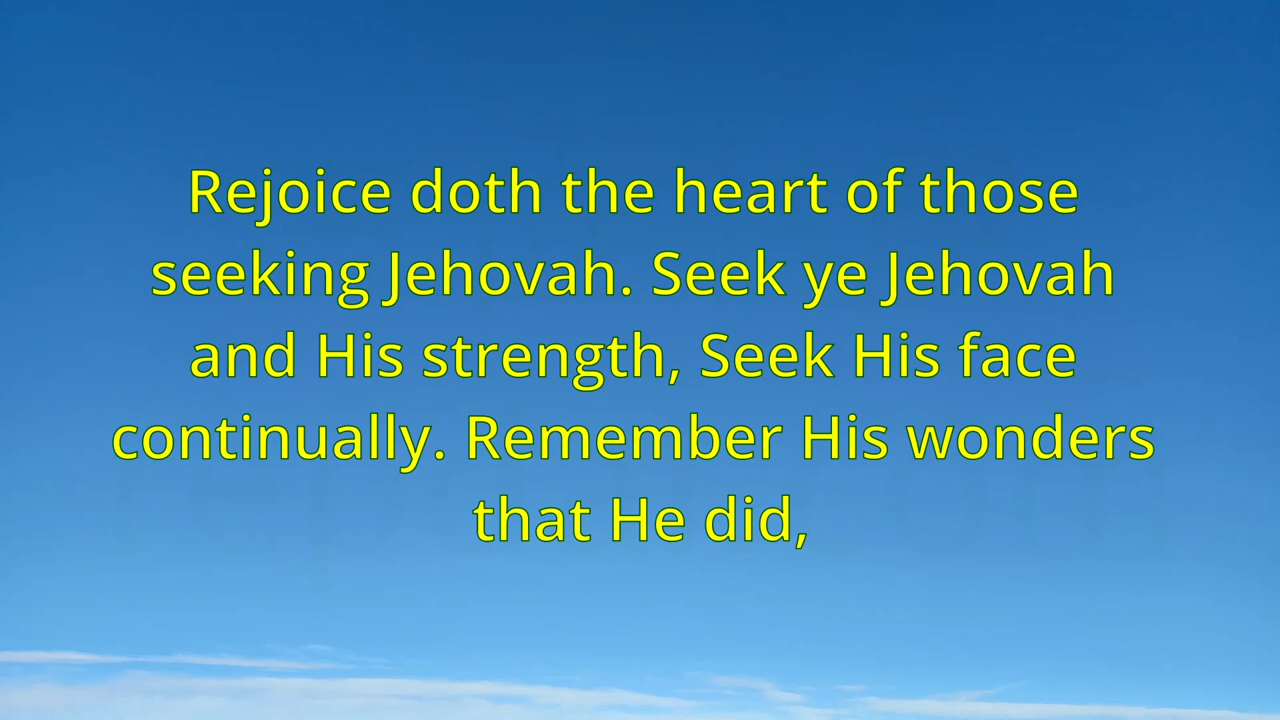 Rejoice doth the heart of those
seeking Jehovah. Seek ye Jehovah
and His strength, Seek His face
continually. Remember His wonders
that He did,